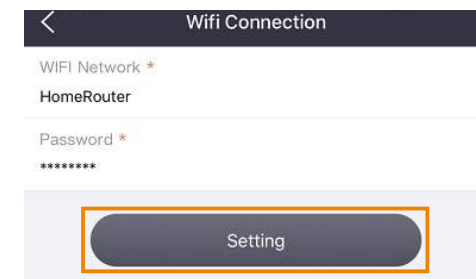 Wifi Connection
WIFI Network *
HomeRouter
Password *
********
Setting